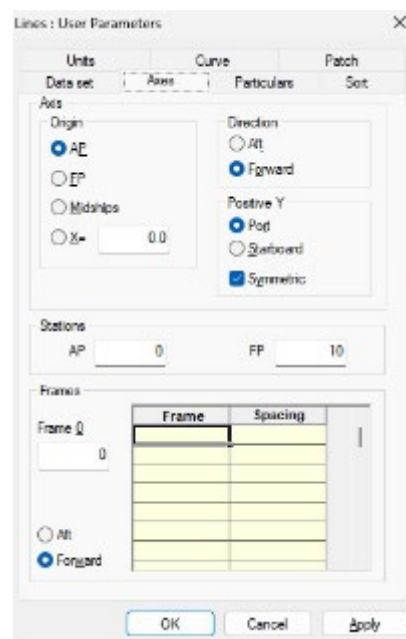 Lines : User Parameters
Units Curve Patch
Data set Axes Particulars Sort
Axis
Origin
AP
FP
Midships
X= 0.0
Direction
Aft
Forward
Positive Y
Port
Starboard
Symmetric
Stations
AP 0 FP 10
Frames
Frame 0
0
Frame Spacing
Aft
Forward
OK Cancel Apply